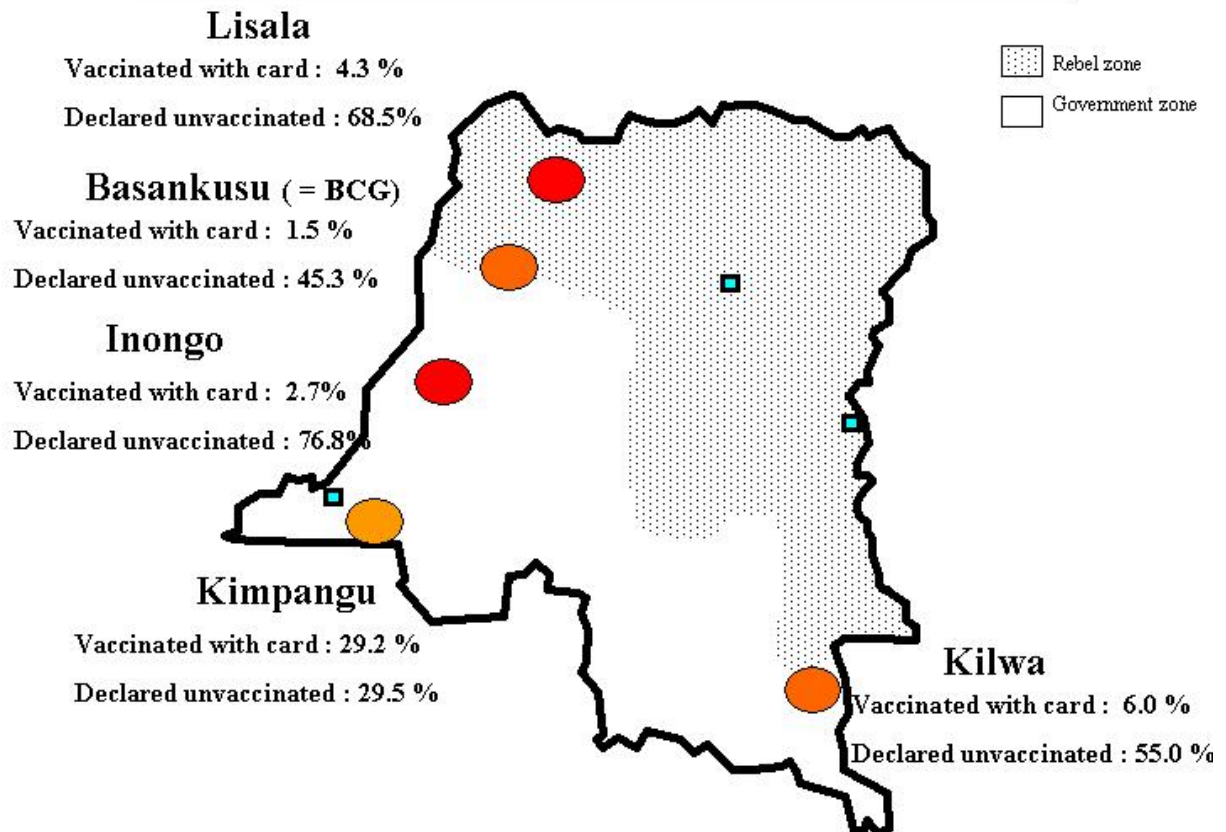 Lisala
Vaccinated with card : 4.3 %
Declared unvaccinated : 68.5%
Rebel zone
Government zone
Basankusu ( = BCG)
Vaccinated with card : 1.5 %
Declared unvaccinated : 45.3 %
Inongo
Vaccinated with card : 2.7%
Declared unvaccinated : 76.8%
Kimpangu
Vaccinated with card : 29.2 %
Declared unvaccinated : 29.5 %
Kilwa
Vaccinated with card : 6.0 %
Declared unvaccinated : 55.0 %